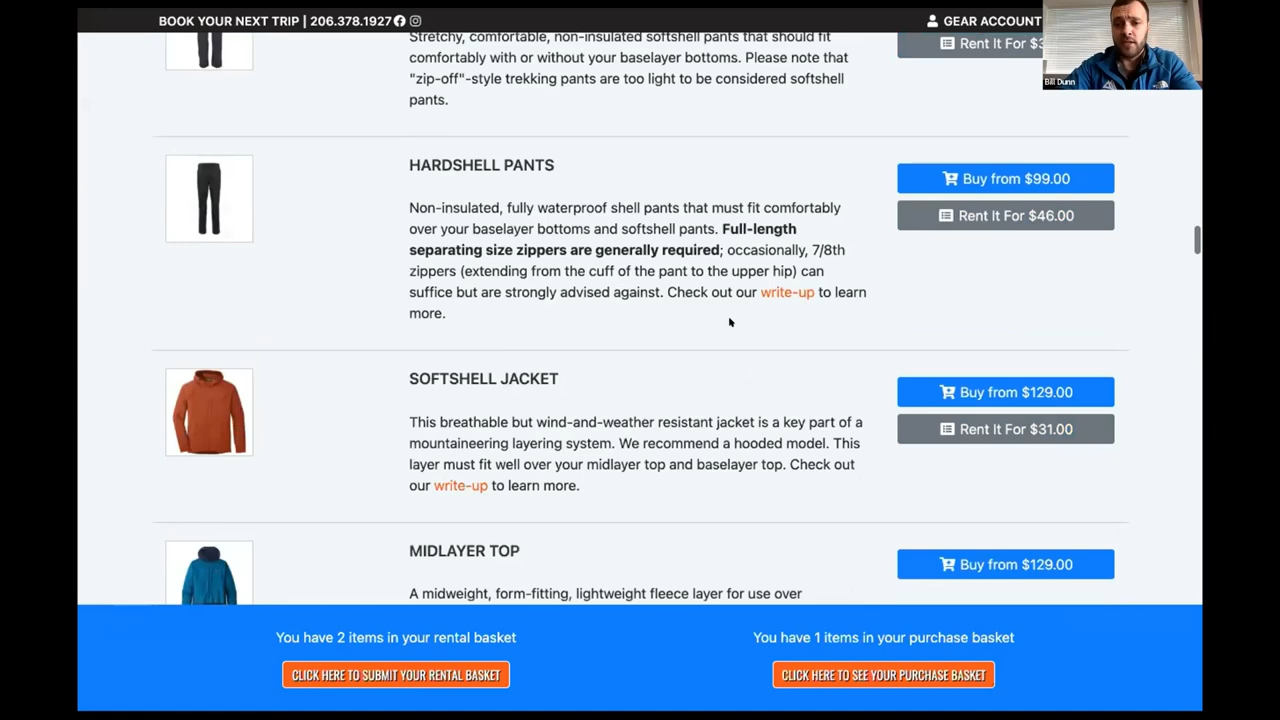 BOOK YOUR NEXT TRIP | 206.378.1927
GEAR ACCOUNT
Bill Dunn
Stretchy, comfortable, non-insulated softshell pants that should fit
comfortably with or without your baselayer bottoms. Please note that
"zip-off"-style trekking pants are too light to be considered softshell
pants.
Rent It For
HARDSHELL PANTS
Non-insulated, fully waterproof shell pants that must fit comfortably
over your baselayer bottoms and softshell pants. Full-length
separating size zippers are generally required; occasionally, 7/8th
zippers (extending from the cuff of the pant to the upper hip) can
suffice but are strongly advised against. Check out our write-up to learn
more.
Buy from $99.00
Rent It For $46.00
SOFTSHELL JACKET
This breathable but wind-and-weather resistant jacket is a key part of a
mountaineering layering system. We recommend a hooded model. This
layer must fit well over your midlayer top and baselayer top. Check out
our write-up to learn more.
Buy from $129.00
Rent It For $31.00
MIDLAYER TOP
A midweight, form-fitting, lightweight fleece layer for use over
Buy from $129.00
You have 2 items in your rental basket
CLICK HERE TO SUBMIT YOUR RENTAL BASKET
You have 1 items in your purchase basket
CLICK HERE TO SEE YOUR PURCHASE BASKET